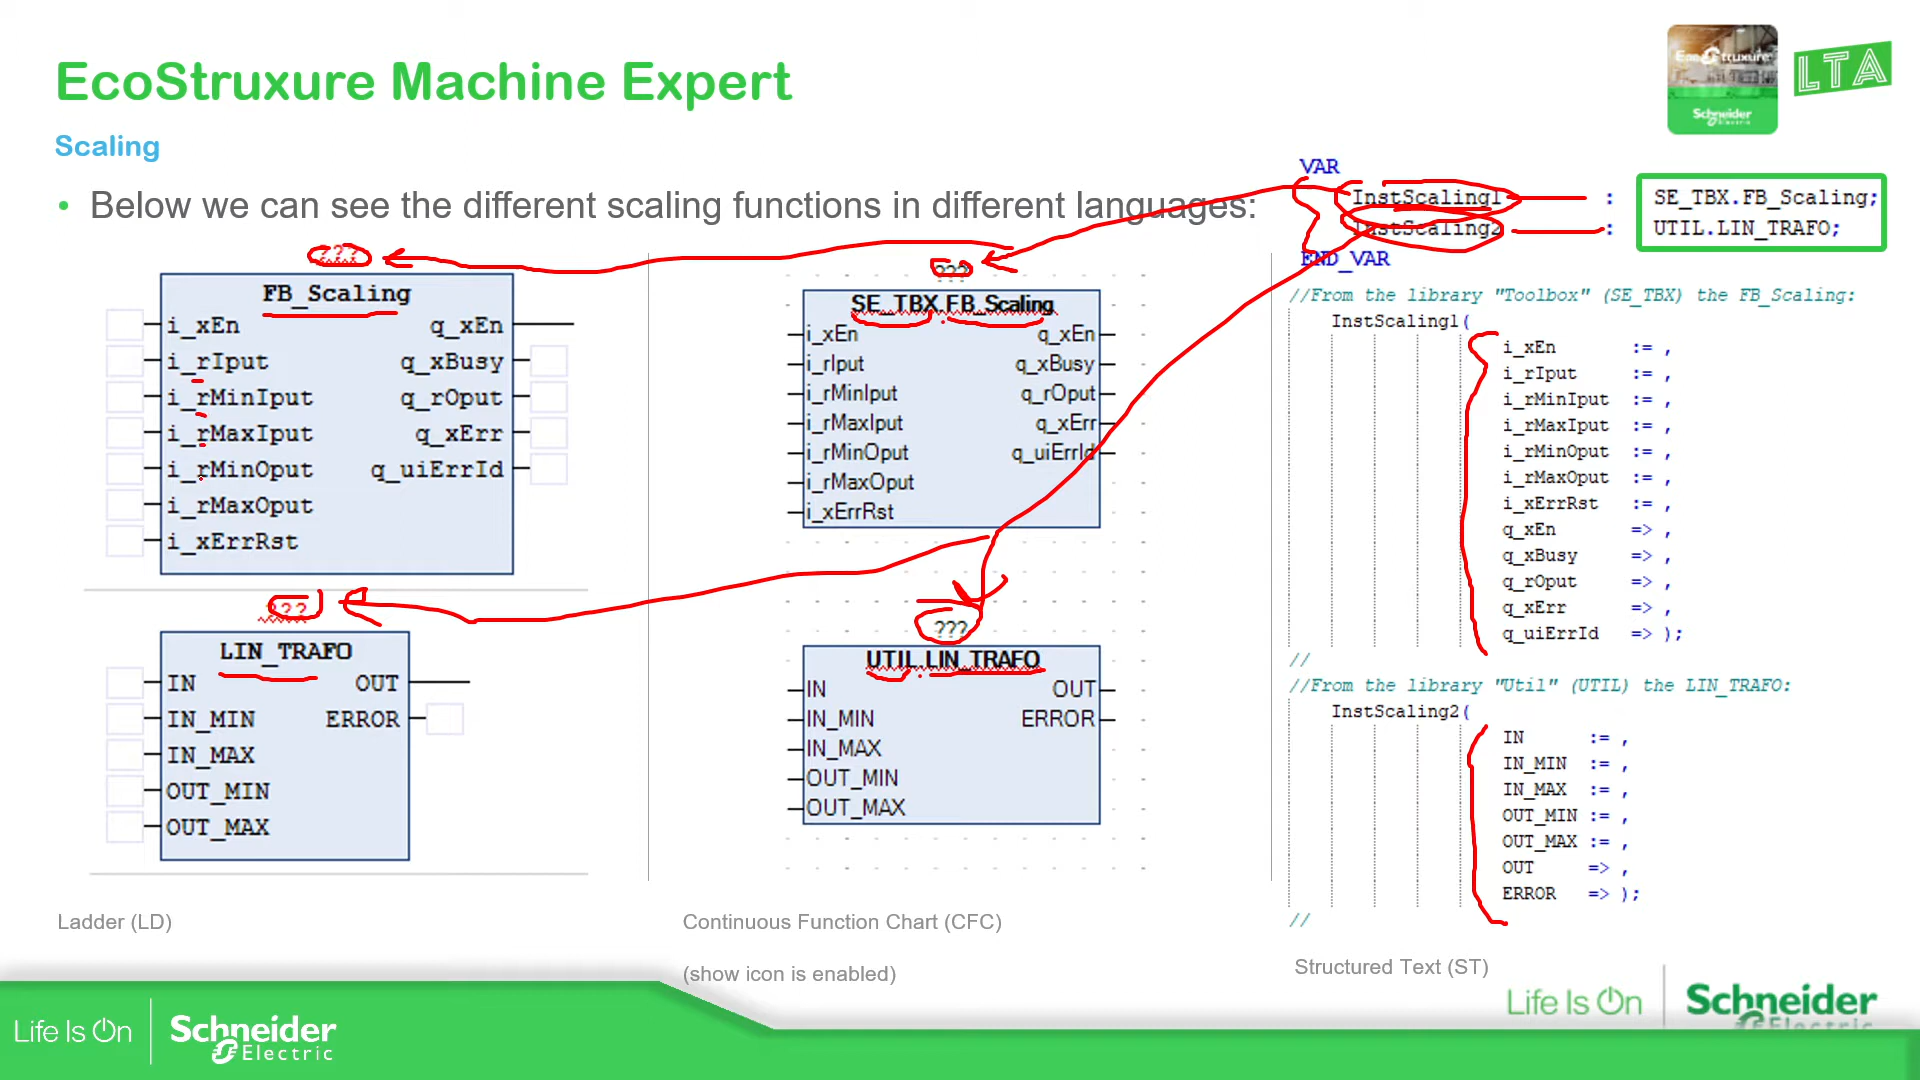 EcoStruxure Machine Expert
EcoStruxure
Schneider
Electric
LTA
Scaling
• Below we can see the different scaling functions in different languages:
???
FB_Scaling
i_xEn q_xEn
i_rIput q_xBusy
i_rMinIput q_rOput
i_rMaxIput q_xErr
i_rMinOput q_uiErrId
i_rMaxOput
i_xErrRst
???
LIN_TRAFO
IN OUT
IN_MIN ERROR
IN_MAX
OUT_MIN
OUT_MAX
Ladder (LD)
???
SE_TBX.FB_Scaling
i_xEn q_xEn
i_rIput q_xBusy
i_rMinIput q_rOput
i_rMaxIput q_xErr
i_rMinOput q_uiErrId
i_rMaxOput
i_xErrRst
???
UTIL.LIN_TRAFO
IN OUT
IN_MIN ERROR
IN_MAX
OUT_MIN
OUT_MAX
Continuous Function Chart (CFC)
(show icon is enabled)
VAR
InstScaling1 : SE_TBX.FB_Scaling;
InstScaling2 : UTIL.LIN_TRAFO;
END_VAR
//From the library "Toolbox" (SE_TBX) the FB_Scaling:
InstScaling1(
i_xEn := ,
i_rIput := ,
i_rMinIput := ,
i_rMaxIput := ,
i_rMinOput := ,
i_rMaxOput := ,
i_xErrRst := ,
q_xEn => ,
q_xBusy => ,
q_rOput => ,
q_xErr => ,
q_uiErrId => );
//
//From the library "Util" (UTIL) the LIN_TRAFO:
InstScaling2(
IN := ,
IN_MIN := ,
IN_MAX := ,
OUT_MIN := ,
OUT_MAX := ,
OUT => ,
ERROR => );
//
Structured Text (ST)
Life Is On
Schneider
Electric
Life Is On
Schneider
Electric